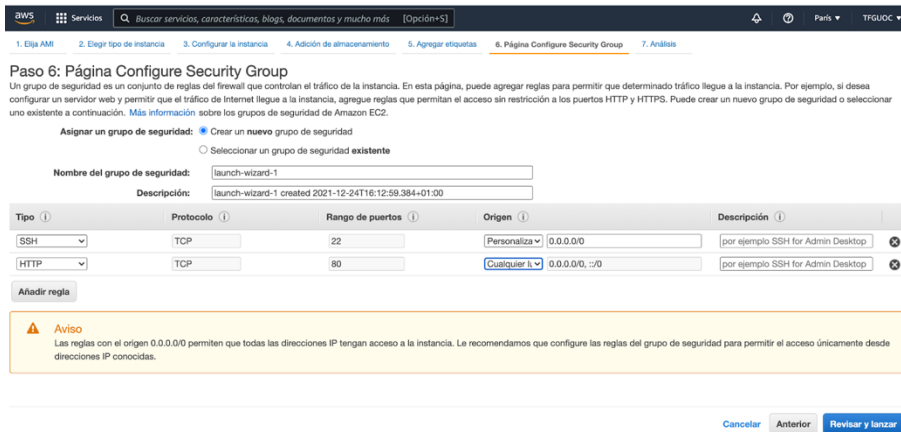 aws Servicios Buscar servicios, características, blogs, documentos y mucho más [Opción+S] París TFGUOC
1. Elija AMI 2. Elegir tipo de instancia 3. Configurar la instancia 4. Adición de almacenamiento 5. Agregar etiquetas 6. Página Configure Security Group 7. Análisis
Paso 6: Página Configure Security Group
Un grupo de seguridad es un conjunto de reglas del firewall que controlan el tráfico de la instancia. En esta página, puede agregar reglas para permitir que determinado tráfico llegue a la instancia. Por ejemplo, si desea
configurar un servidor web y permitir que el tráfico de Internet llegue a la instancia, agregue reglas que permitan el acceso sin restricción a los puertos HTTP y HTTPS. Puede crear un nuevo grupo de seguridad o seleccionar
uno existente a continuación. Más información sobre los grupos de seguridad de Amazon EC2.
Asignar un grupo de seguridad: Crear un nuevo grupo de seguridad
Seleccionar un grupo de seguridad existente
Nombre del grupo de seguridad: launch-wizard-1
Descripción: launch-wizard-1 created 2021-12-24T16:12:59.384+01:00
Tipo Protocolo Rango de puertos Origen Descripción
SSH TCP 22 Personaliza 0.0.0.0/0 por ejemplo SSH for Admin Desktop
HTTP TCP 80 Cualquier lu 0.0.0.0/0, ::/0 por ejemplo SSH for Admin Desktop
Añadir regla
Aviso
Las reglas con el origen 0.0.0.0/0 permiten que todas las direcciones IP tengan acceso a la instancia. Le recomendamos que configure las reglas del grupo de seguridad para permitir el acceso únicamente desde
direcciones IP conocidas.
Cancelar Anterior Revisar y lanzar